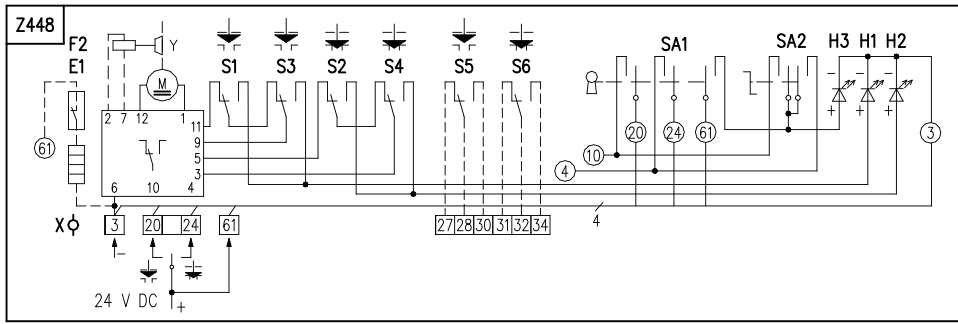 Z448
F2
E1
Y
M
S1 S3 S2 S4 S5 S6
SA1 SA2 H3 H1 H2
2 7 12 1
11
9
5
3
6 10 4
61
20 24 61
10
4
3
- - -
+ + +
4
X
3 20 24 61
27 28 30 31 32 34
-
24 V DC +